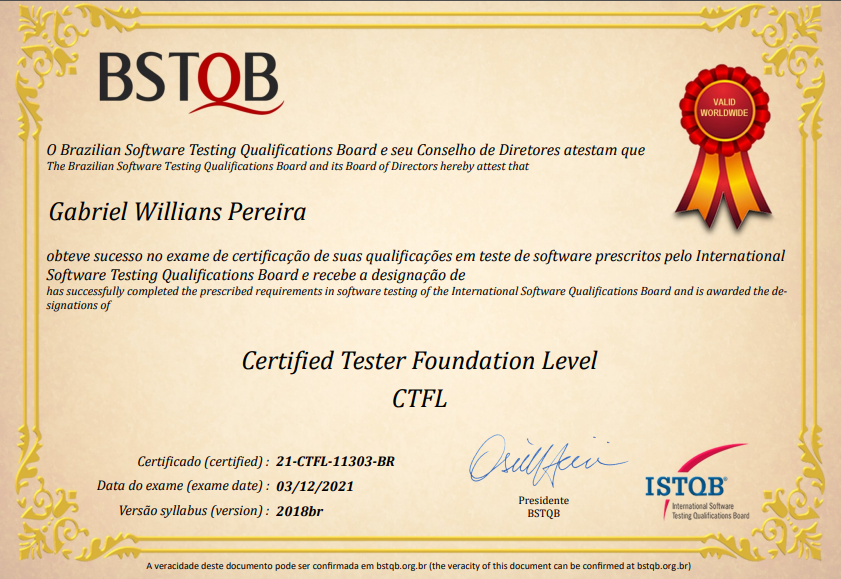 BSTQB
VALID
WORLDWIDE
O Brazilian Software Testing Qualifications Board e seu Conselho de Diretores atestam que
The Brazilian Software Testing Qualifications Board and its Board of Directors hereby attest that
Gabriel Willians Pereira
obteve sucesso no exame de certificação de suas qualificações em teste de software prescritos pelo International
Software Testing Qualifications Board e recebe a designação de
has successfully completed the prescribed requirements in software testing of the International Software Qualifications Board and is awarded the de-
signations of
Certified Tester Foundation Level
CTFL
Certificado (certified) : 21-CTFL-11303-BR
Data do exame (exame date) : 03/12/2021
Versão syllabus (version) : 2018br
Presidente
BSTQB
ISTQB®
International Software
Testing Qualifications Board
A veracidade deste documento pode ser confirmada em bstqb.org.br (the veracity of this document can be confirmed at bstqb.org.br)